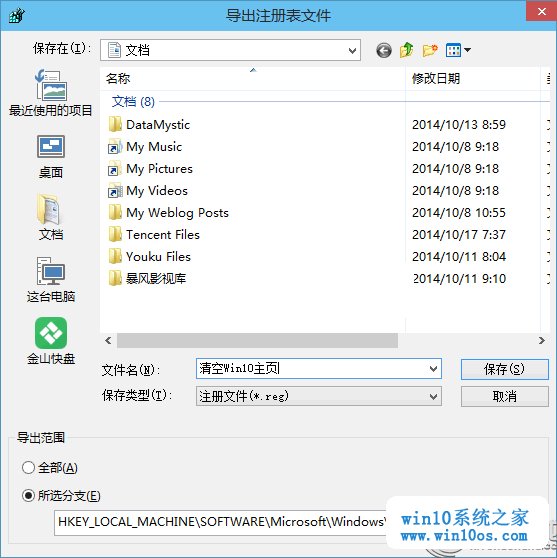 导出注册表文件
保存在(I):
文档
名称
修改日期
文档 (8)
DataMystic
2014/10/13 8:59
My Music
2014/10/8 9:18
My Pictures
2014/10/8 9:18
My Videos
2014/10/8 9:18
My Weblog Posts
2014/10/8 10:55
Tencent Files
2014/10/17 7:37
Youku Files
2014/10/11 8:04
暴风影视库
2014/10/11 9:10
最近使用的项目
桌面
文档
这台电脑
金山快盘
文件名(N):
清空Win10主页
保存(S)
保存类型(T):
注册文件(*.reg)
取消
导出范围
全部(A)
所选分支(E)
HKEY_LOCAL_MACHINE\SOFTWARE\Microsoft\Windows\
win10系统之家
www.win10os.com